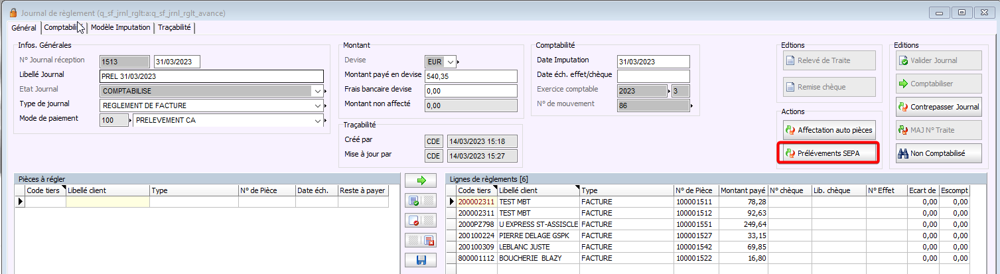 Journal de règlement (q_sf_jrnl_rglt:a:q_sf_jrnl_rglt_avance)
Général Comptabili Modèle Imputation Traçabilité
Infos. Générales
N° Journal réception 1513 31/03/2023
Libellé Journal PREL 31/03/2023
Etat Journal COMPTABILISE
Type de journal REGLEMENT DE FACTURE
Mode de paiement 100 PRELEVEMENT CA
Montant
Devise EUR
Montant payé en devise 540,35
Frais bancaire devise 0,00
Montant non affecté 0,00
Traçabilité
Créé par CDE 14/03/2023 15:18
Mise à jour par CDE 14/03/2023 15:27
Comptabilité
Date Imputation 31/03/2023
Date éch. effet/chèque
Exercice comptable 2023 3
N° de mouvement 86
Editions
Relevé de Traite
Remise chèque
Actions
Affectation auto pièces
Prélévements SEPA
Editions
Valider Journal
Comptabiliser
Contrepasser Journal
MAJ N° Traite
Non Comptabilisé
Pièces à régler
Code tiers Libellé client Type N° de Pièce Date éch. Reste à payer
Lignes de règlements [6]
Code tiers Libellé client Type N° de Pièce Montant payé N° chèque Lib. chèque N° Effet Ecart de Escompt
200002311 TEST MBT FACTURE 100001511 78,28 0,00 0,00
200002311 TEST MBT FACTURE 100001512 92,63 0,00 0,00
2000PZ798 U EXPRESS ST-ASSISCLE FACTURE 100001551 249,64 0,00 0,00
200100224 PIERRE DELAGE GSPK FACTURE 100001527 33,15 0,00 0,00
200100309 LEBLANC JUSTE FACTURE 100001542 69,85 0,00 0,00
800001112 BOUCHERIE BLAZY FACTURE 100001522 16,80 0,00 0,00